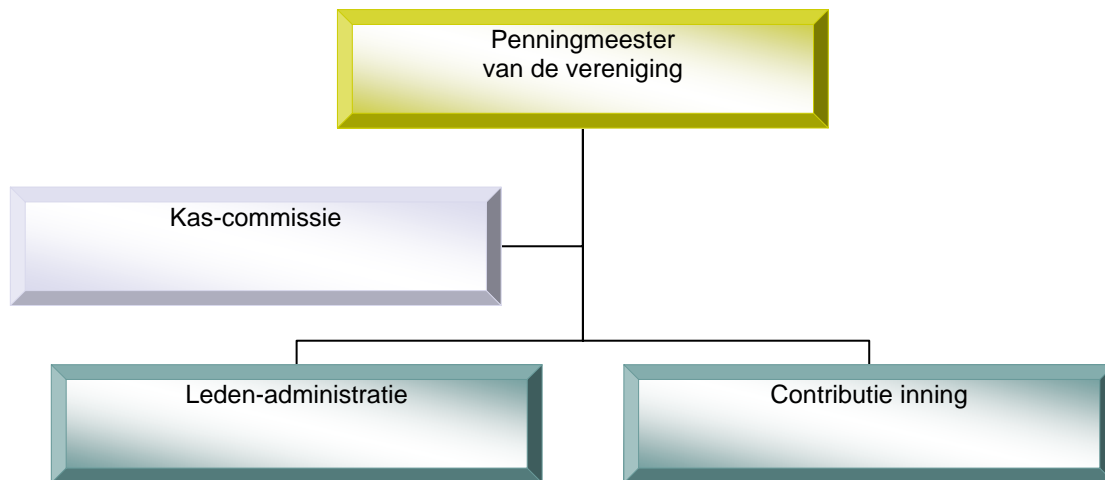 Penningmeester
van de vereniging
Kas-commissie
Leden-administratie
Contributie inning